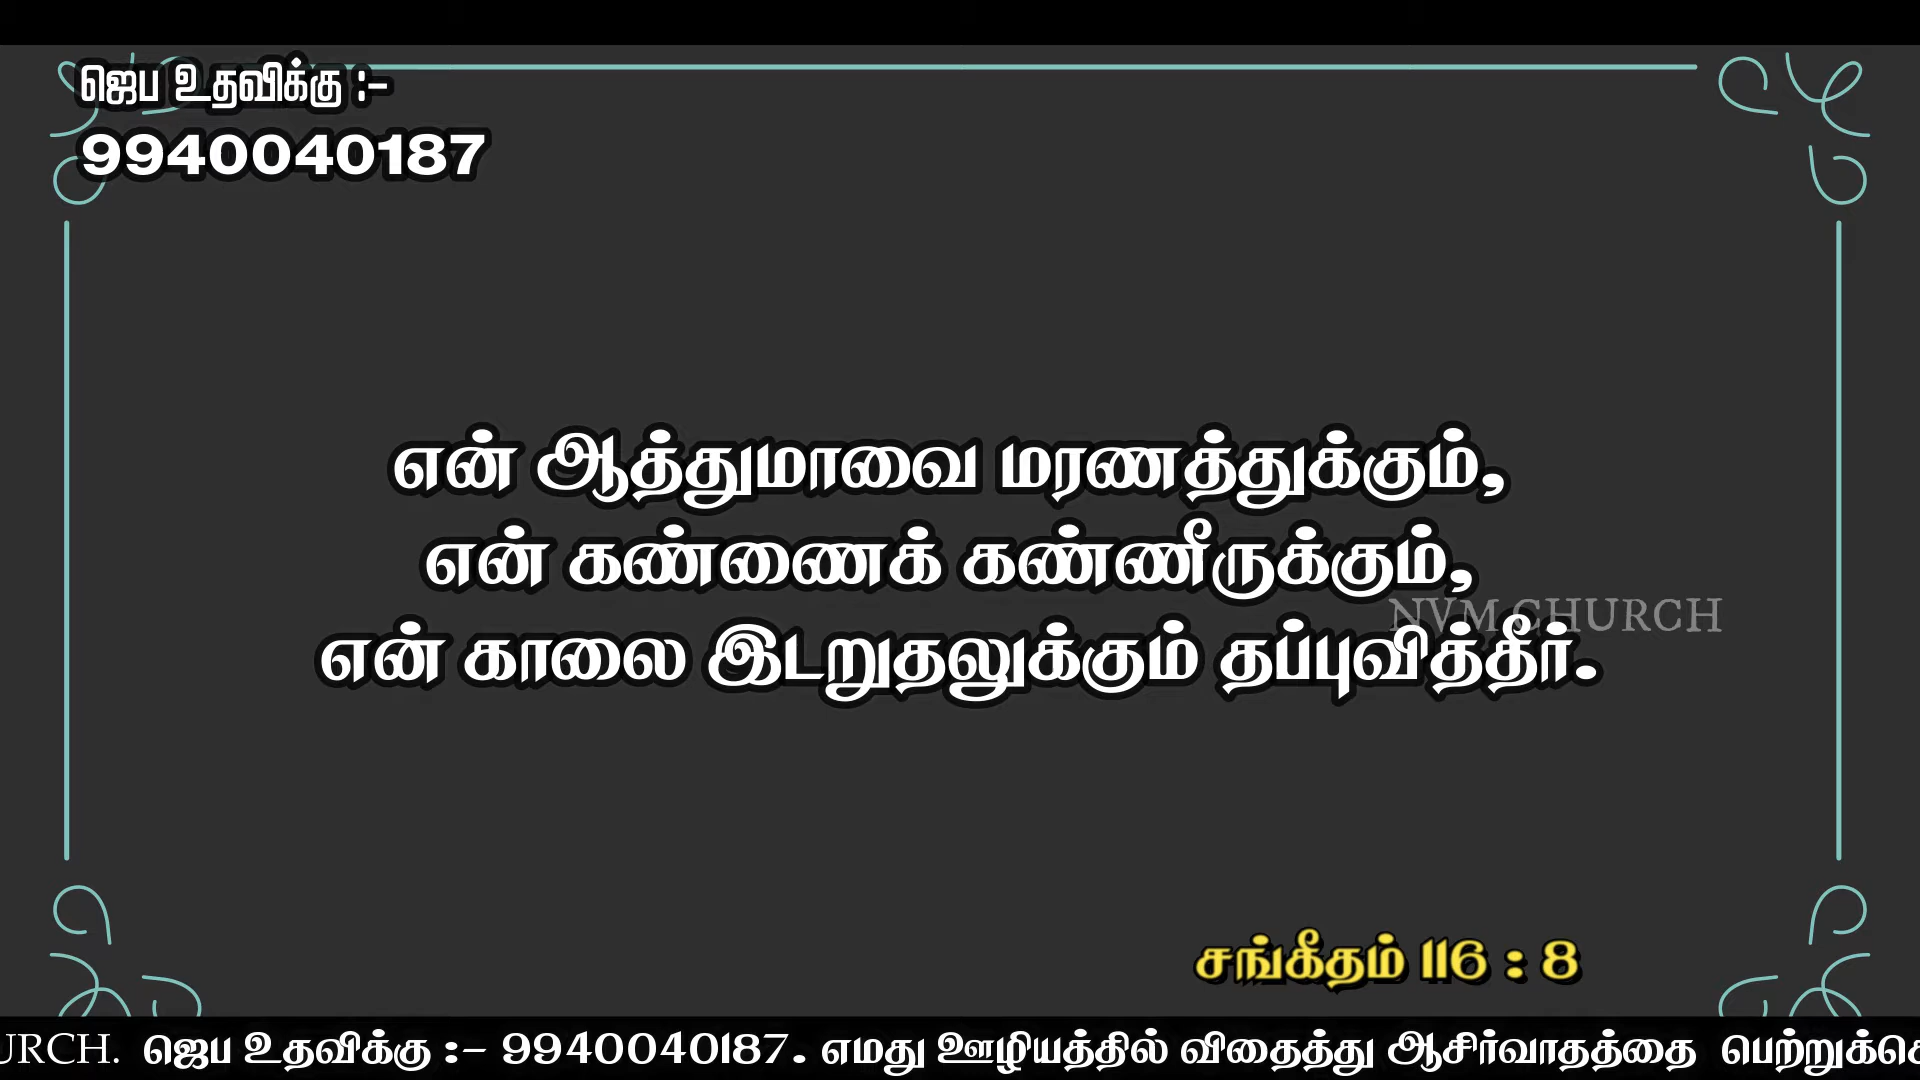 ஜெப உதவிக்கு :-
9940040187
என் ஆத்துமாவை மரணத்துக்கும்,
என் கண்ணைக் கண்ணீருக்கும்,
NVM CHURCH
என் காலை இடறுதலுக்கும் தப்புவித்தீர்.
சங்கீதம் 116 : 8
URCH. ஜெப உதவிக்கு :- 9940040187. எமது ஊழியத்தில் விதைத்து ஆசிர்வாதத்தை